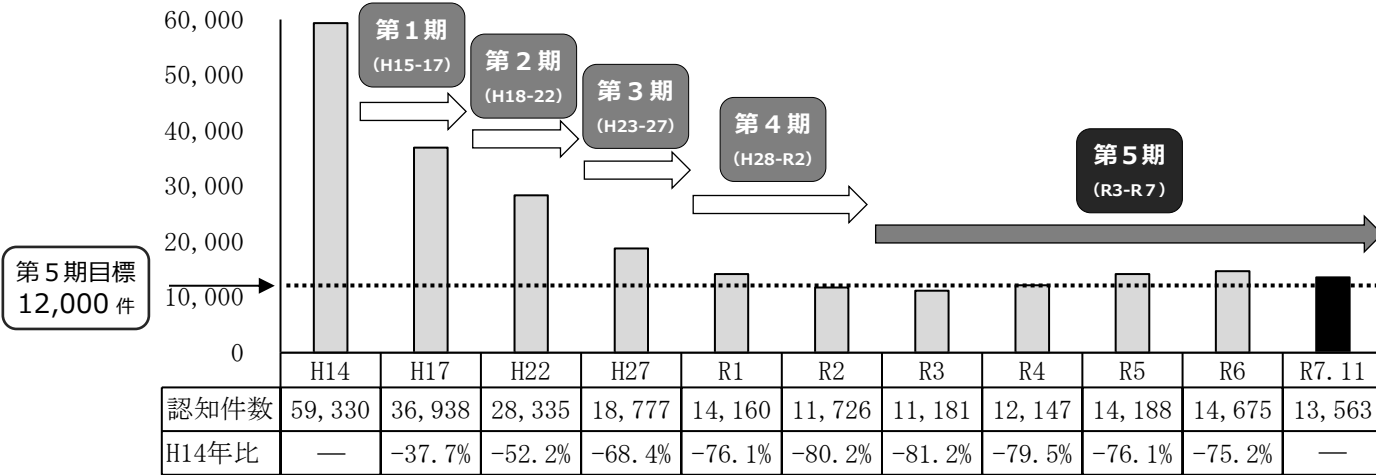 60,000
50,000
40,000
30,000
20,000
10,000
0
第１期
(H15-17)
第２期
(H18-22)
第３期
(H23-27)
第４期
(H28-R2)
第５期
(R3-R７)
第５期目標
12,000 件
H14 H17 H22 H27 R1 R2 R3 R4 R5 R6 R7.11
認知件数 59,330 36,938 28,335 18,777 14,160 11,726 11,181 12,147 14,188 14,675 13,563
H14年比 — -37.7% -52.2% -68.4% -76.1% -80.2% -81.2% -79.5% -76.1% -75.2% —